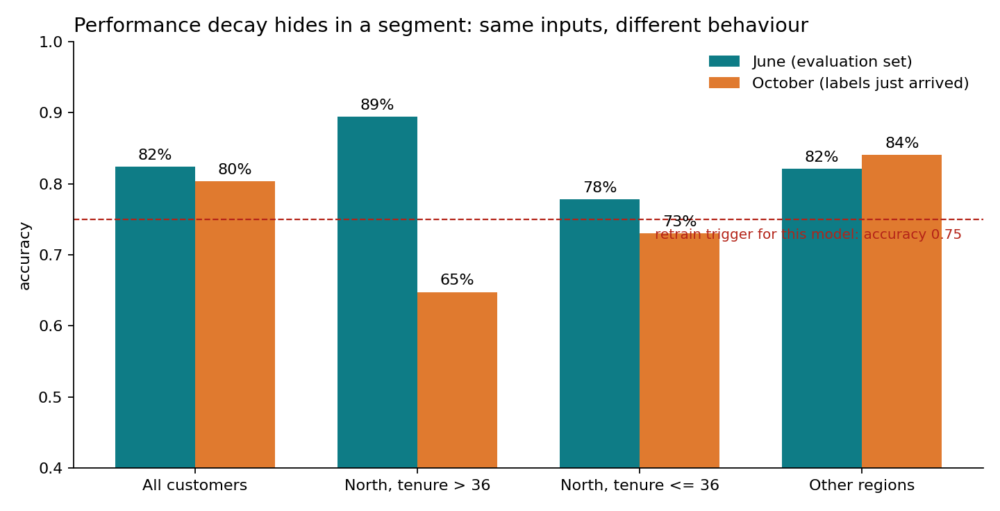 Performance decay hides in a segment: same inputs, different behaviour
June (evaluation set)
October (labels just arrived)
accuracy
1.0
0.9
0.8
0.7
0.6
0.5
0.4
82%
80%
89%
65%
78%
73%
82%
84%
retrain trigger for this model: accuracy 0.75
All customers
North, tenure > 36
North, tenure <= 36
Other regions